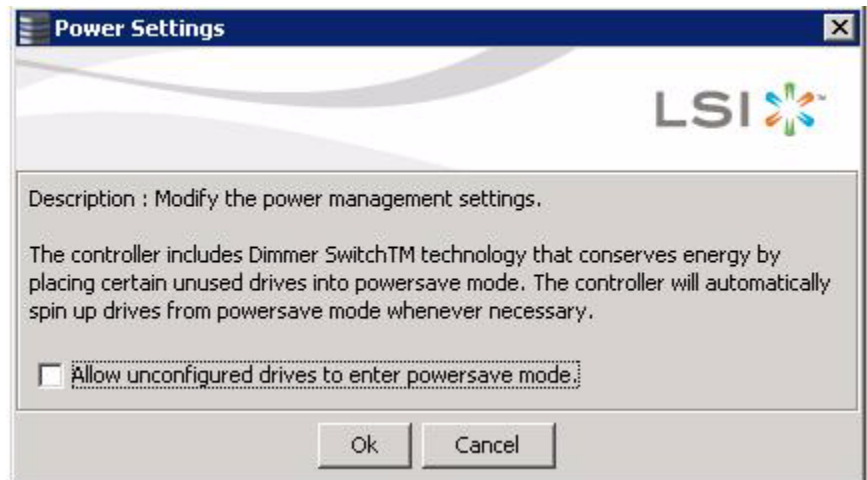 Power Settings
LSI™
Description : Modify the power management settings.
The controller includes Dimmer SwitchTM technology that conserves energy by
placing certain unused drives into powersave mode. The controller will automatically
spin up drives from powersave mode whenever necessary.
Allow unconfigured drives to enter powersave mode.
Ok
Cancel